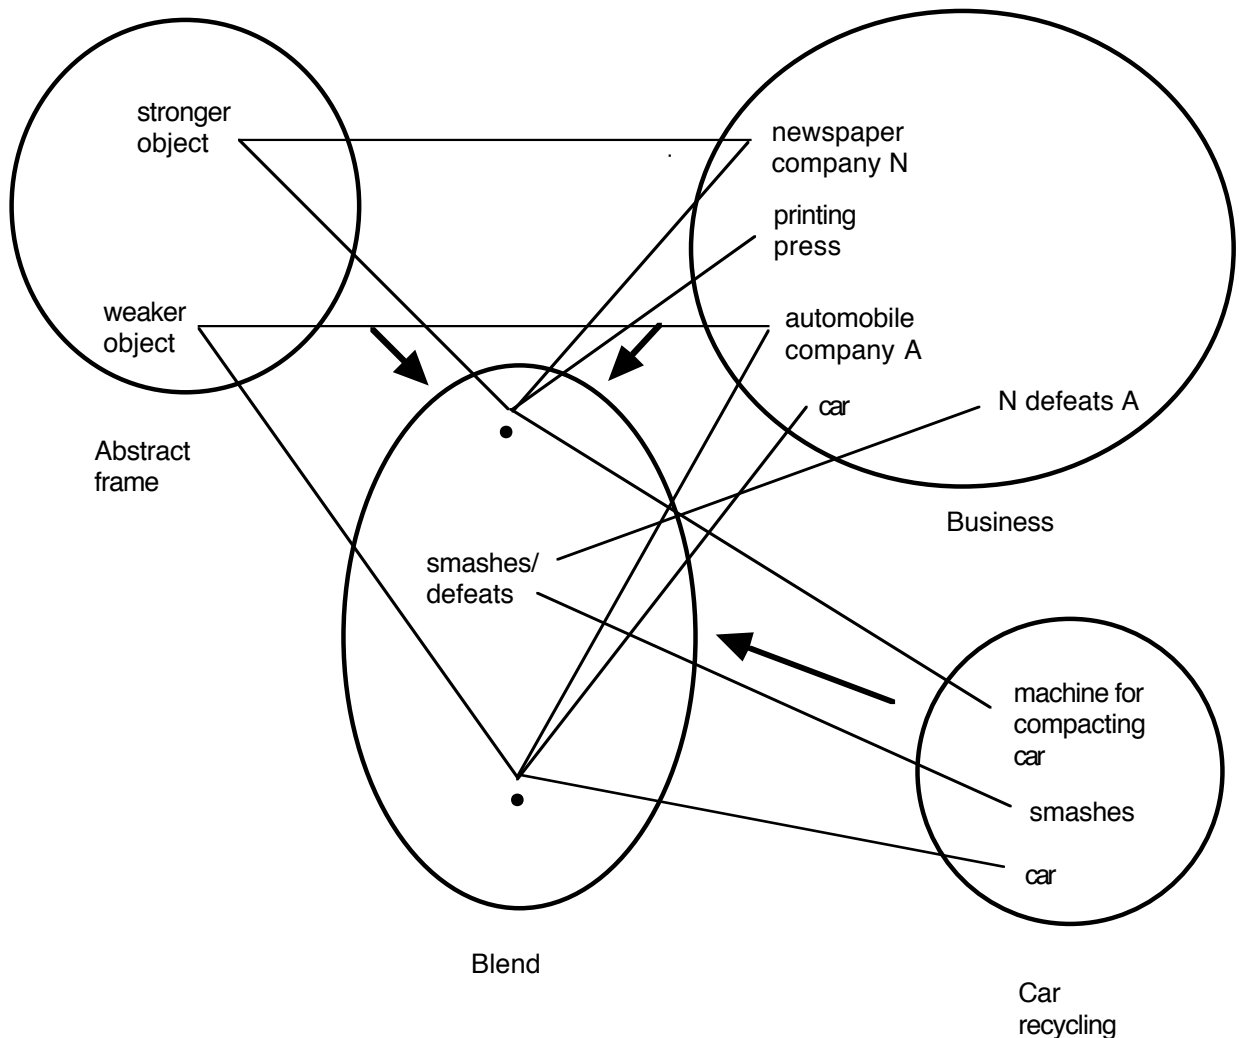 stronger
object
weaker
object
Abstract
frame
newspaper
company N
printing
press
automobile
company A
car
N defeats A
Business
smashes/
defeats
Blend
machine for
compacting
car
smashes
car
Car
recycling